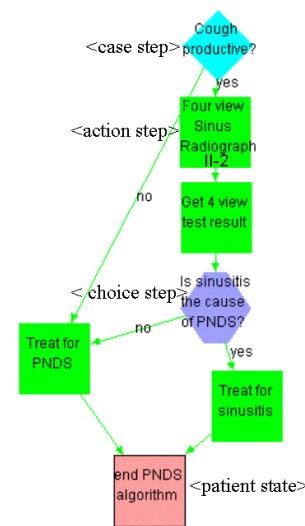 Cough
productive?
<case step>
yes
Four view
Sinus
Radiograph
II-2
<action step>
Get 4 view
test result
no
Is sinusitis
the cause
of PNDS?
< choice step>
no
yes
Treat for
PNDS
Treat for
sinusitis
end PNDS
algorithm
<patient state>